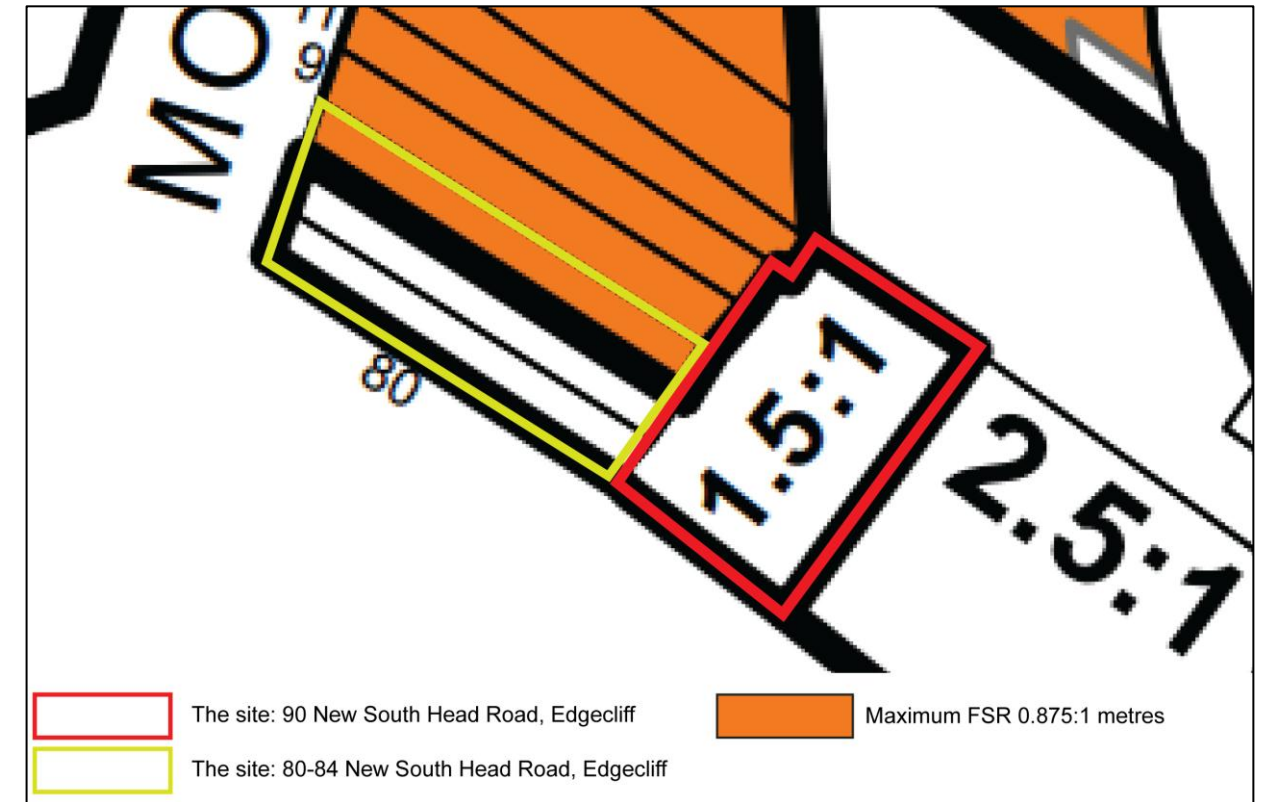 9
MO
80
1.5:1
2.5:1
The site: 90 New South Head Road, Edgecliff
Maximum FSR 0.875:1 metres
The site: 80-84 New South Head Road, Edgecliff